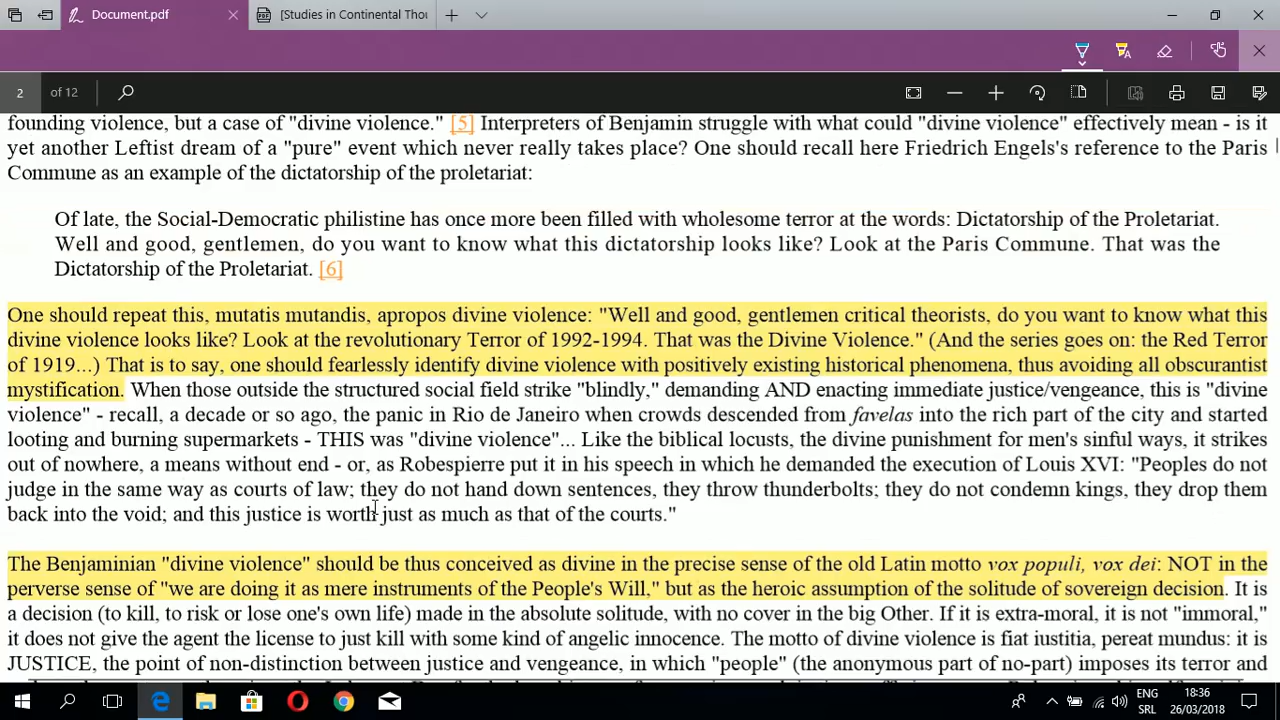 Document.pdf
[Studies in Continental Thou
2 of 12
founding violence, but a case of "divine violence." [5] Interpreters of Benjamin struggle with what could "divine violence" effectively mean - is it
yet another Leftist dream of a "pure" event which never really takes place? One should recall here Friedrich Engels's reference to the Paris
Commune as an example of the dictatorship of the proletariat:
Of late, the Social-Democratic philistine has once more been filled with wholesome terror at the words: Dictatorship of the Proletariat.
Well and good, gentlemen, do you want to know what this dictatorship looks like? Look at the Paris Commune. That was the
Dictatorship of the Proletariat. [6]
One should repeat this, mutatis mutandis, apropos divine violence: "Well and good, gentlemen critical theorists, do you want to know what this
divine violence looks like? Look at the revolutionary Terror of 1992-1994. That was the Divine Violence." (And the series goes on: the Red Terror
of 1919...) That is to say, one should fearlessly identify divine violence with positively existing historical phenomena, thus avoiding all obscurantist
mystification. When those outside the structured social field strike "blindly," demanding AND enacting immediate justice/vengeance, this is "divine
violence" - recall, a decade or so ago, the panic in Rio de Janeiro when crowds descended from favelas into the rich part of the city and started
looting and burning supermarkets - THIS was "divine violence"... Like the biblical locusts, the divine punishment for men's sinful ways, it strikes
out of nowhere, a means without end - or, as Robespierre put it in his speech in which he demanded the execution of Louis XVI: "Peoples do not
judge in the same way as courts of law; they do not hand down sentences, they throw thunderbolts; they do not condemn kings, they drop them
back into the void; and this justice is worth just as much as that of the courts."
The Benjaminian "divine violence" should be thus conceived as divine in the precise sense of the old Latin motto vox populi, vox dei: NOT in the
perverse sense of "we are doing it as mere instruments of the People's Will," but as the heroic assumption of the solitude of sovereign decision. It is
a decision (to kill, to risk or lose one's own life) made in the absolute solitude, with no cover in the big Other. If it is extra-moral, it is not "immoral,"
it does not give the agent the license to just kill with some kind of angelic innocence. The motto of divine violence is fiat iustitia, pereat mundus: it is
JUSTICE, the point of non-distinction between justice and vengeance, in which "people" (the anonymous part of no-part) imposes its terror and
ENG 18:36
SRL 26/03/2018